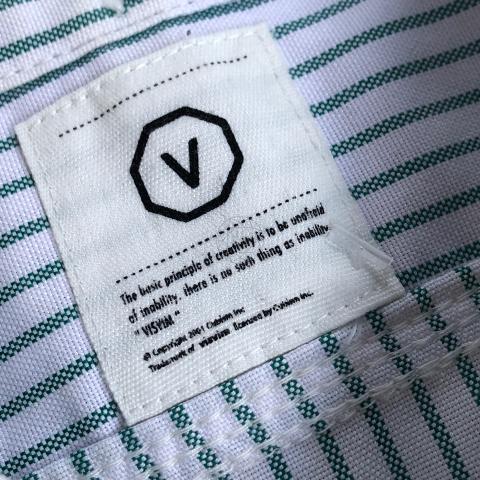 V
The basic principle of creativity is to be unafraid
of inability. there is no such thing as inability.
" VISVIM "
© Copyright 2001 Cubism Inc
Trademark of visvim licensed by Cubism Inc.